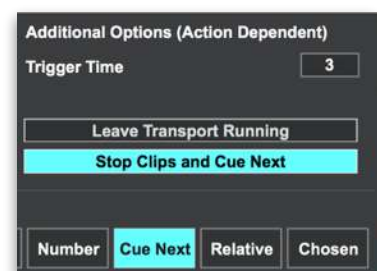 Additional Options (Action Dependent)
Trigger Time 3
Leave Transport Running
Stop Clips and Cue Next
Number Cue Next Relative Chosen